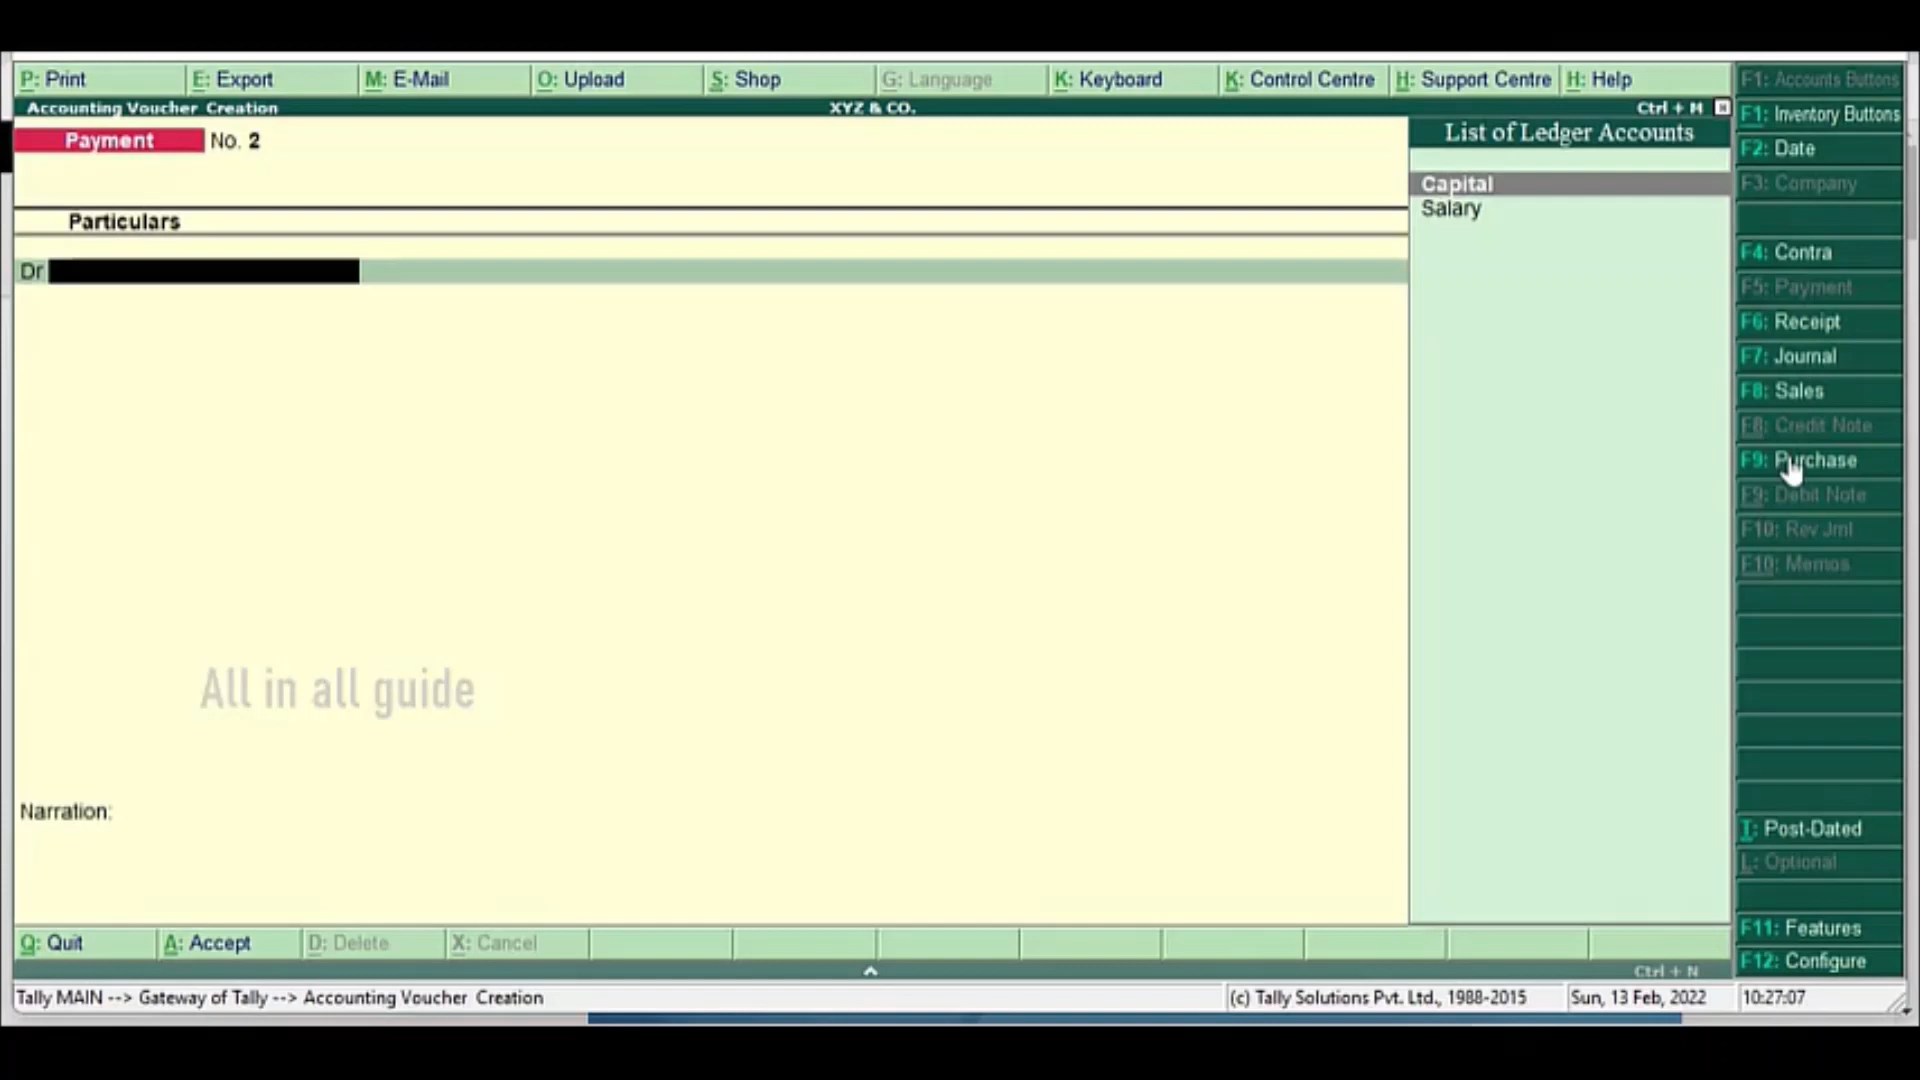 P: Print E: Export M: E-Mail O: Upload S: Shop G: Language K: Keyboard K: Control Centre H: Support Centre H: Help
Accounting Voucher Creation XYZ & CO. Ctrl + M
Payment No. 2
Particulars
Dr
Narration:
List of Ledger Accounts
Capital
Salary
F1: Accounts Buttons
F1: Inventory Buttons
F2: Date
F3: Company
F4: Contra
F5: Payment
F6: Receipt
F7: Journal
F8: Sales
F8: Credit Note
F9: Purchase
F9: Debit Note
F10: Rev Jrnl
F10: Memos
T: Post-Dated
L: Optional
F11: Features
F12: Configure
All in all guide
Q: Quit A: Accept D: Delete X: Cancel
Ctrl + N
Tally MAIN --> Gateway of Tally --> Accounting Voucher Creation (c) Tally Solutions Pvt. Ltd., 1988-2015 Sun, 13 Feb, 2022 10:27:07